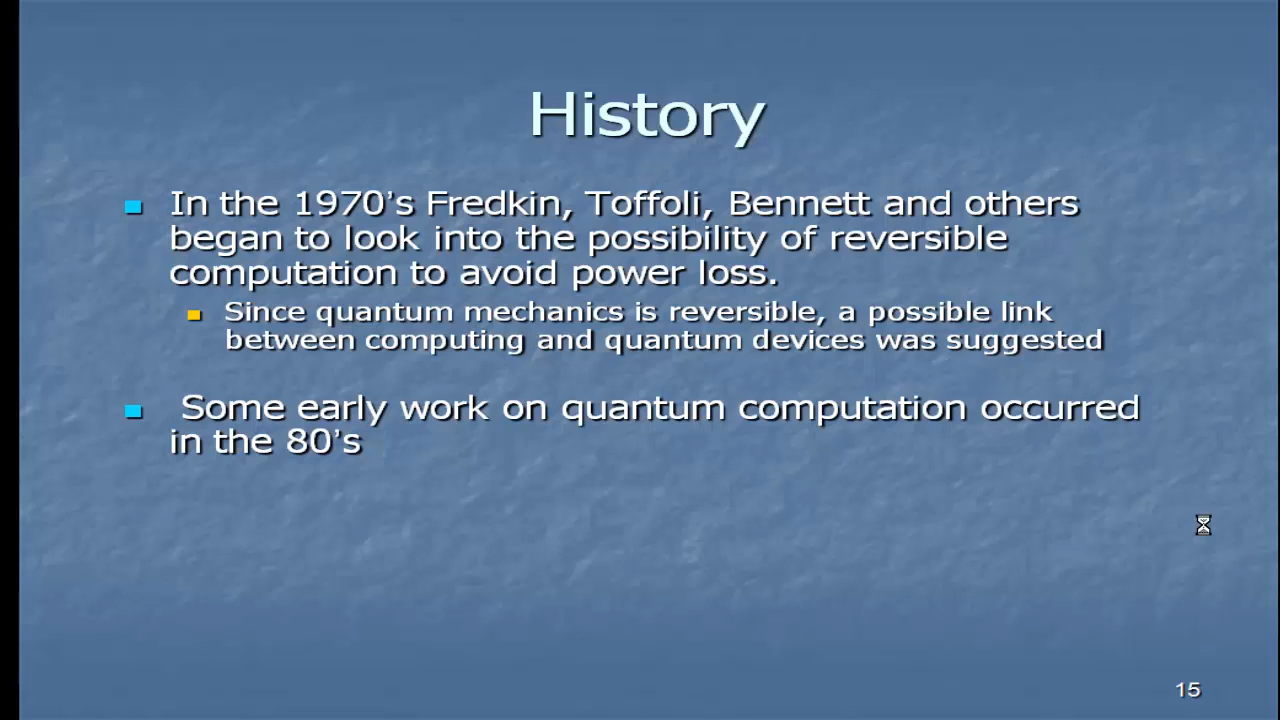 History
In the 1970's Fredkin, Toffoli, Bennett and others
began to look into the possibility of reversible
computation to avoid power loss.
Since quantum mechanics is reversible, a possible link
between computing and quantum devices was suggested
Some early work on quantum computation occurred
in the 80's
15